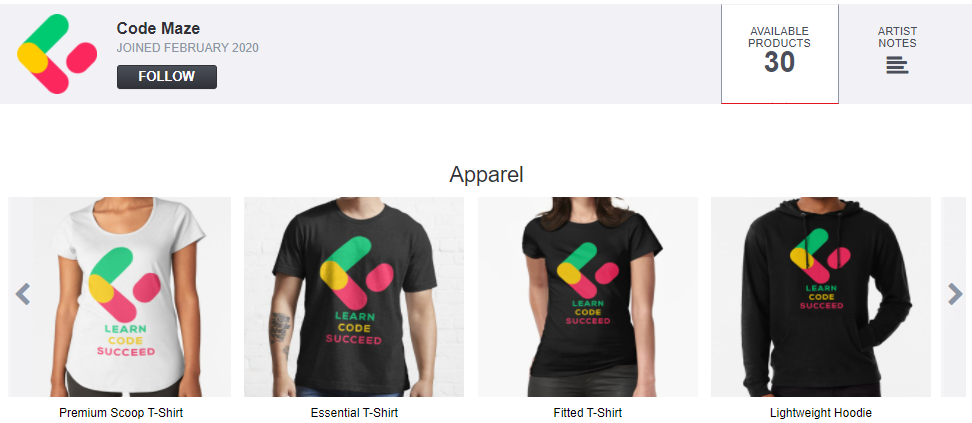 Code Maze
JOINED FEBRUARY 2020
FOLLOW
AVAILABLE
PRODUCTS
30
ARTIST
NOTES
Apparel
LEARN
CODE
SUCCEED
LEARN
CODE
SUCCEED
LEARN
CODE
SUCCEED
LEARN
CODE
SUCCEED
Premium Scoop T-Shirt
Essential T-Shirt
Fitted T-Shirt
Lightweight Hoodie